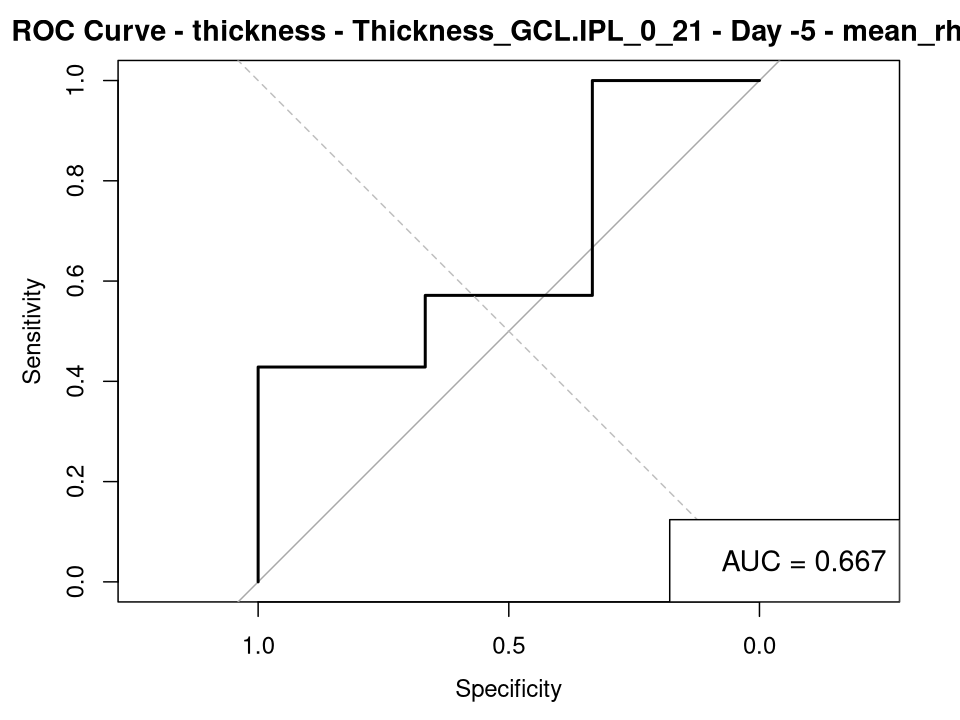 ROC Curve - thickness - Thickness_GCL.IPL_0_21 - Day -5 - mean_rh
1.0
0.8
0.6
0.4
0.2
0.0
Sensitivity
AUC = 0.667
1.0 0.5 0.0
Specificity